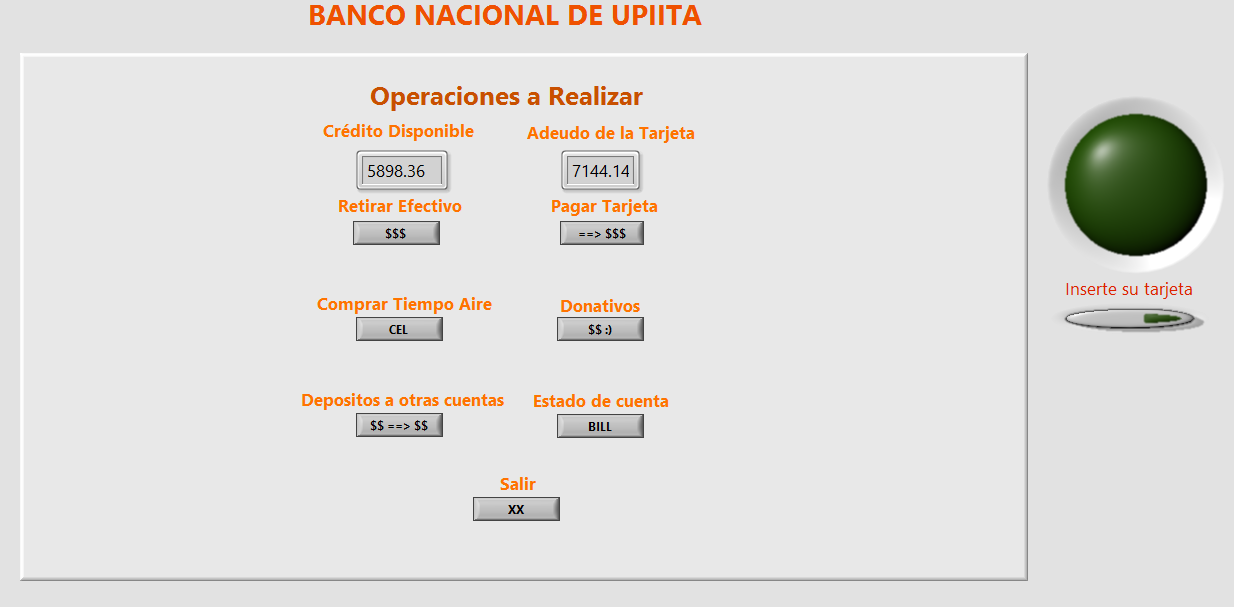 BANCO NACIONAL DE UPIITA
Operaciones a Realizar
Crédito Disponible
Adeudo de la Tarjeta
5898.36
7144.14
Retirar Efectivo
Pagar Tarjeta
$$$
==> $$$
Inserte su tarjeta
Comprar Tiempo Aire
Donativos
CEL
$$ :)
Depositos a otras cuentas
Estado de cuenta
$$ ==> $$
BILL
Salir
XX